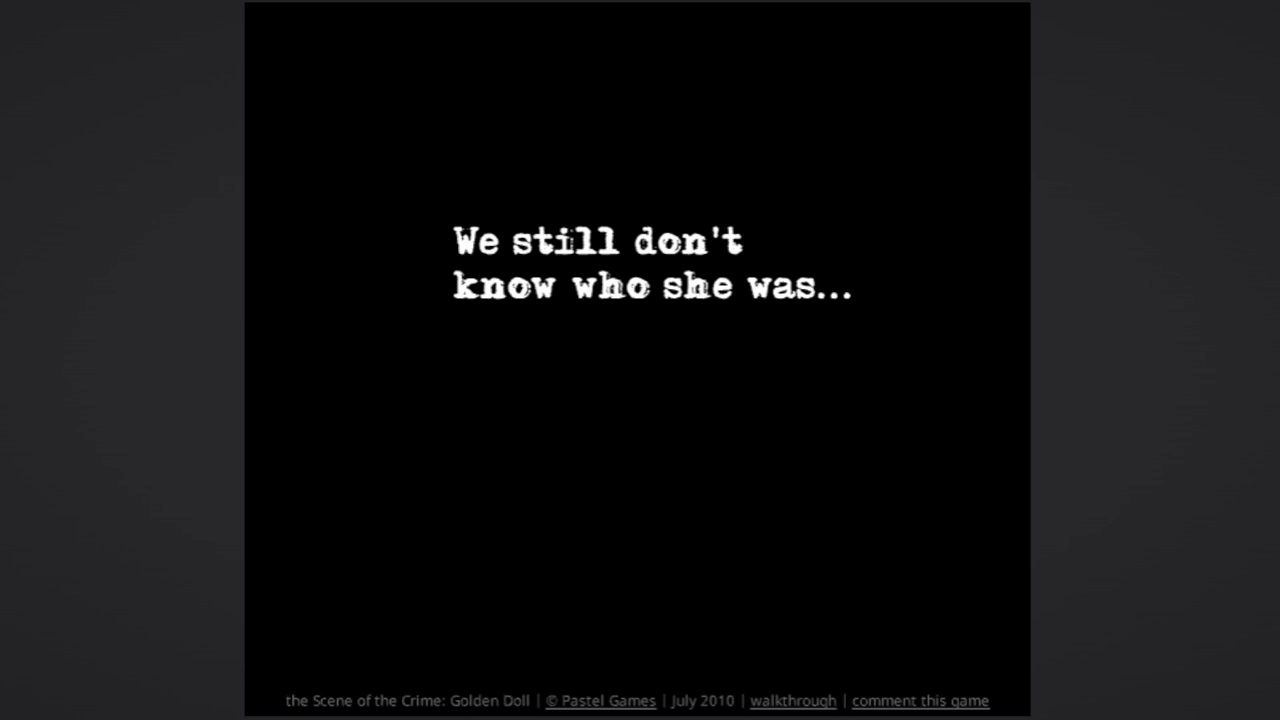 We still don't
know who she was...
the Scene of the Crime: Golden Doll | © Pastel Games | July 2010 | walkthrough | comment this game